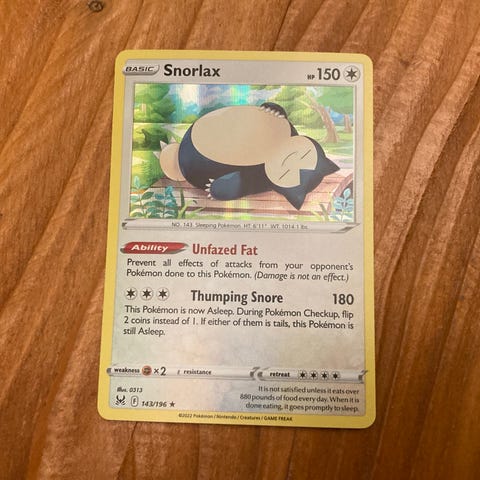 BASIC Snorlax HP 150
NO. 143 Sleeping Pokémon HT: 6'11" WT: 1014.1 lbs.
Ability Unfazed Fat
Prevent all effects of attacks from your opponent's
Pokémon done to this Pokémon. (Damage is not an effect.)
Thumping Snore 180
This Pokémon is now Asleep. During Pokémon Checkup, flip
2 coins instead of 1. If either of them is tails, this Pokémon is
still Asleep.
weakness ×2 resistance retreat
Illus. 0313
It is not satisfied unless it eats over
880 pounds of food every day. When it is
done eating, it goes promptly to sleep.
F 143/196 ★
©2022 Pokémon / Nintendo / Creatures / GAME FREAK